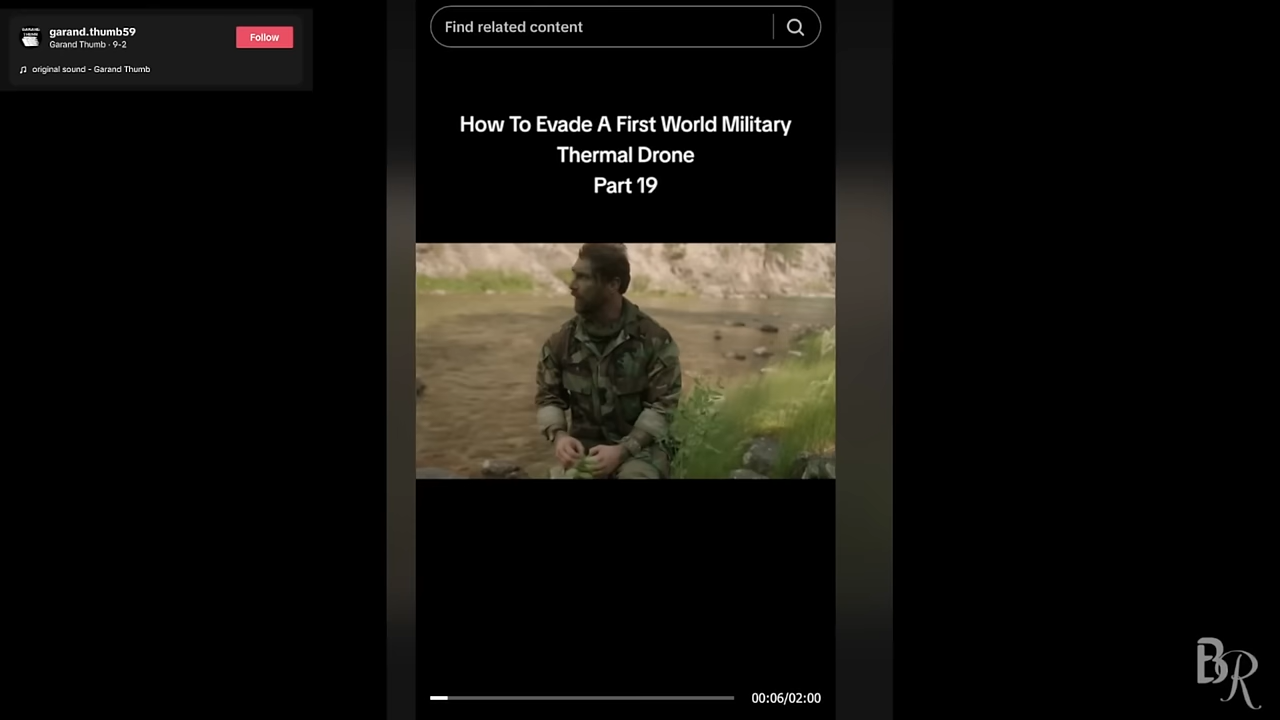 garand.thumb59
Garand Thumb · 9-2
Follow
♫ original sound - Garand Thumb
Find related content
How To Evade A First World Military
Thermal Drone
Part 19
00:06/02:00
BR